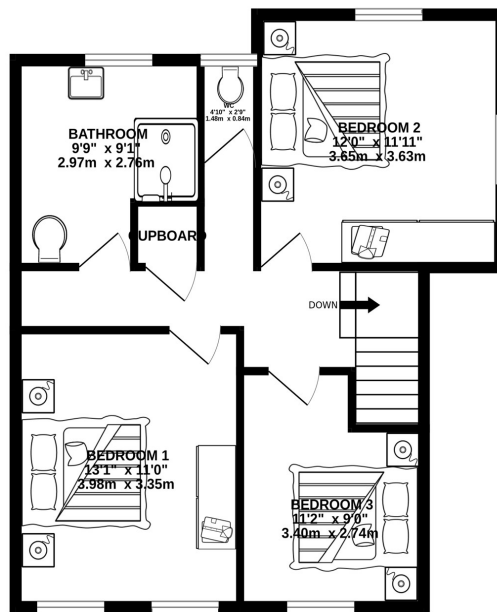 WC
4'10" x 2'9"
1.48m x 0.84m
BATHROOM
9'9" x 9'1"
2.97m x 2.76m
BEDROOM 2
12'0" x 11'11"
3.65m x 3.63m
CUPBOARD
DOWN
BEDROOM 1
13'1" x 11'0"
3.98m x 3.35m
BEDROOM 3
11'2" x 9'0"
3.40m x 2.74m